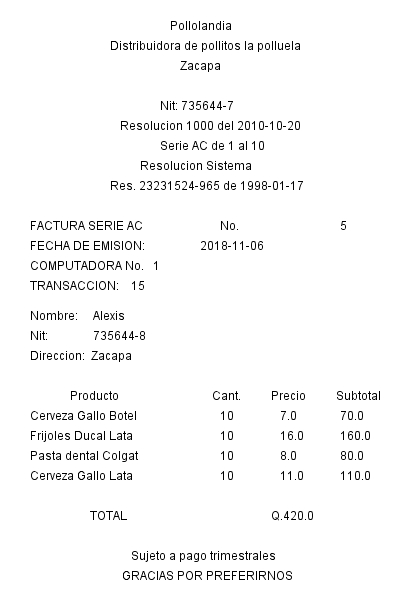 Pollolandia
Distribuidora de pollitos la polluela
Zacapa
Nit: 735644-7
Resolucion 1000 del 2010-10-20
Serie AC de 1 al 10
Resolucion Sistema
Res. 23231524-965 de 1998-01-17
FACTURA SERIE AC No. 5
FECHA DE EMISION: 2018-11-06
COMPUTADORA No. 1
TRANSACCION: 15
Nombre: Alexis
Nit: 735644-8
Direccion: Zacapa
Producto Cant. Precio Subtotal
Cerveza Gallo Botel 10 7.0 70.0
Frijoles Ducal Lata 10 16.0 160.0
Pasta dental Colgat 10 8.0 80.0
Cerveza Gallo Lata 10 11.0 110.0
TOTAL Q.420.0
Sujeto a pago trimestrales
GRACIAS POR PREFERIRNOS